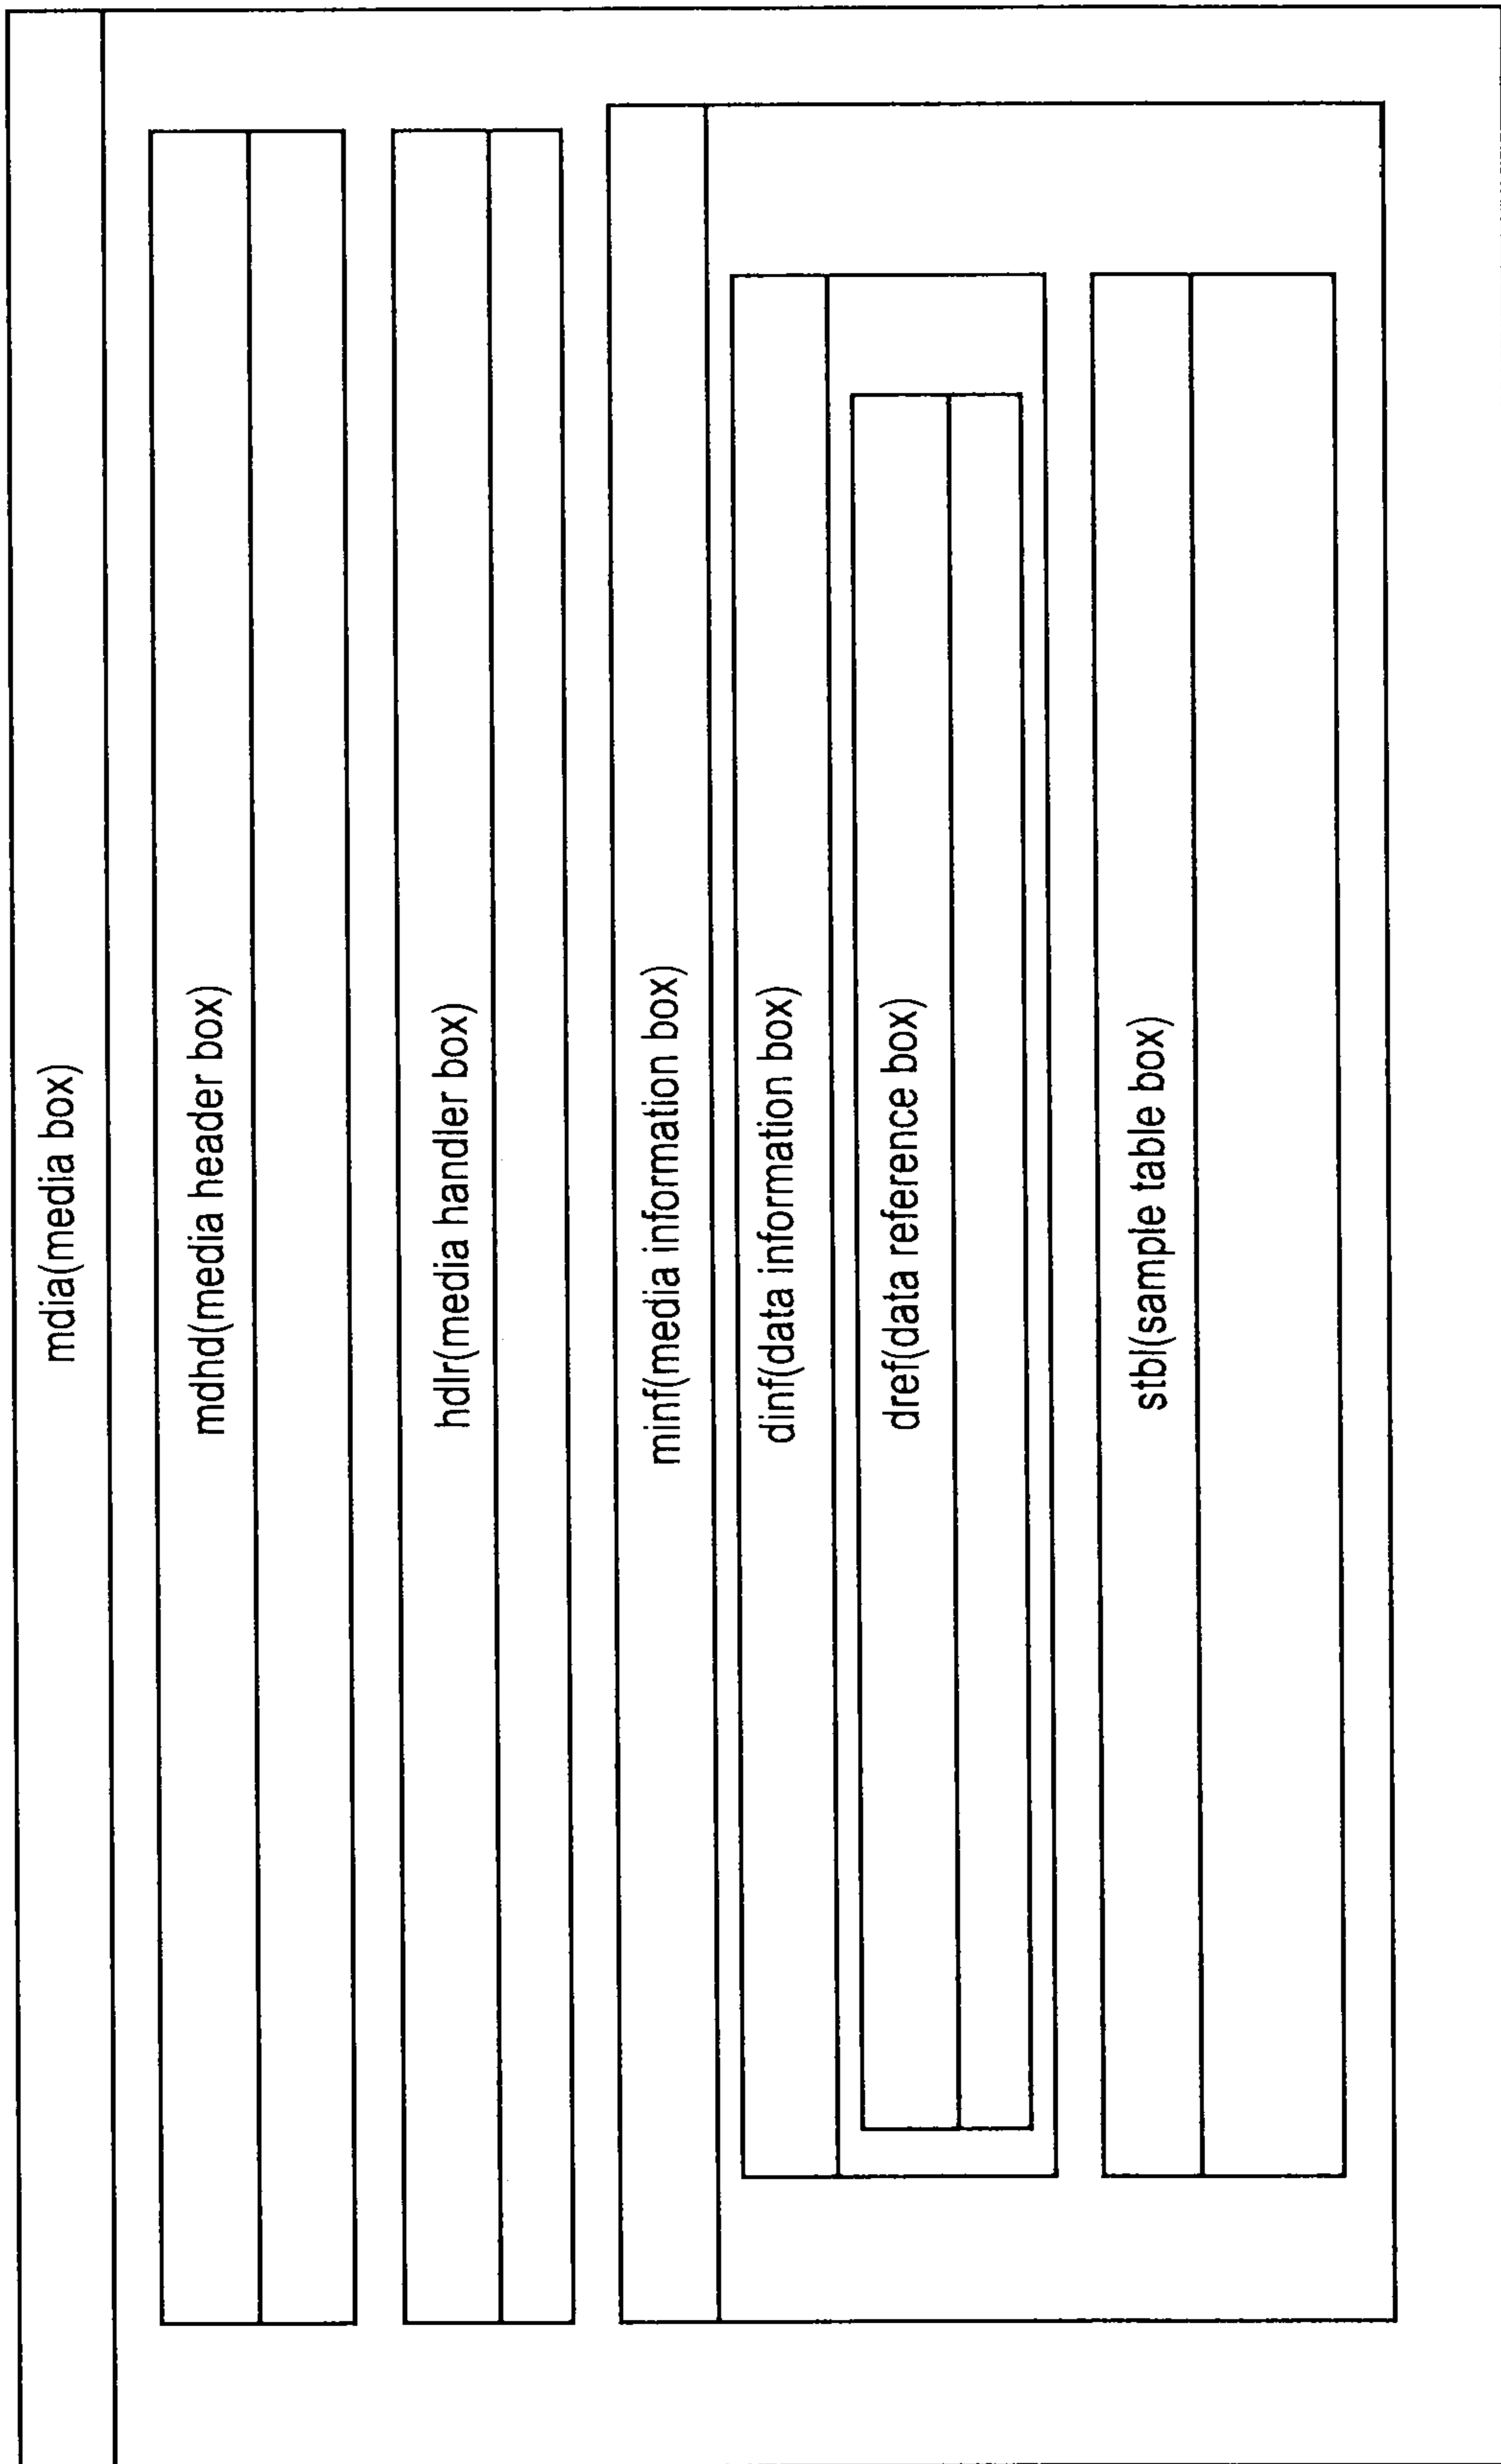 mdia(media box)
mdhd(media header box)
hdlr(media handler box)
minf(media information box)
dinf(data information box)
dref(data reference box)
stbl(sample table box)